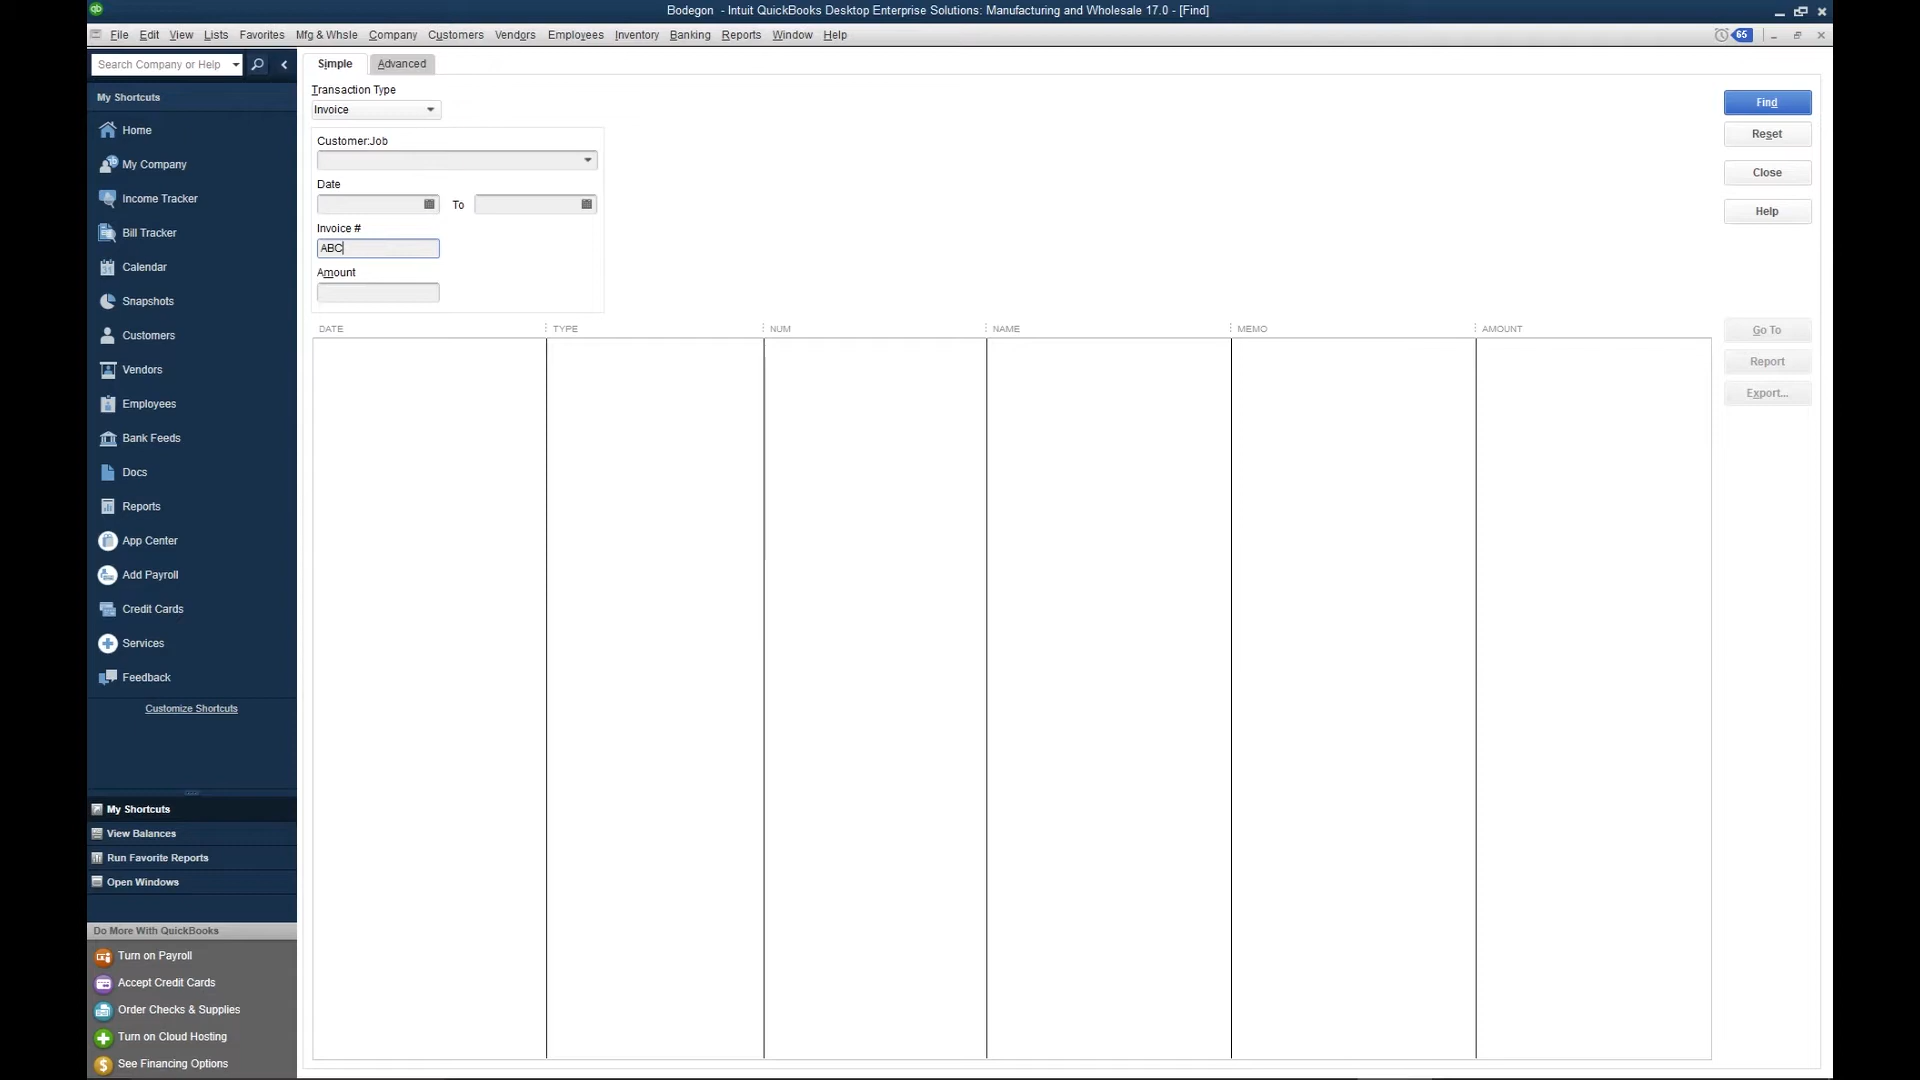 Bodegon - Intuit QuickBooks Desktop Enterprise Solutions: Manufacturing and Wholesale 17.0 - [Find]
File Edit View Lists Favorites Mfg & Whsle Company Customers Vendors Employees Inventory Banking Reports Window Help
65
Search Company or Help
My Shortcuts
Home
My Company
Income Tracker
Bill Tracker
Calendar
Snapshots
Customers
Vendors
Employees
Bank Feeds
Docs
Reports
App Center
Add Payroll
Credit Cards
Services
Feedback
Customize Shortcuts
My Shortcuts
View Balances
Run Favorite Reports
Open Windows
Do More With QuickBooks
Turn on Payroll
Accept Credit Cards
Order Checks & Supplies
Turn on Cloud Hosting
See Financing Options
Simple Advanced
Transaction Type
Invoice
Customer:Job
Date
To
Invoice #
ABC
Amount
DATE TYPE NUM NAME MEMO AMOUNT
Find
Reset
Close
Help
Go To
Report
Export...